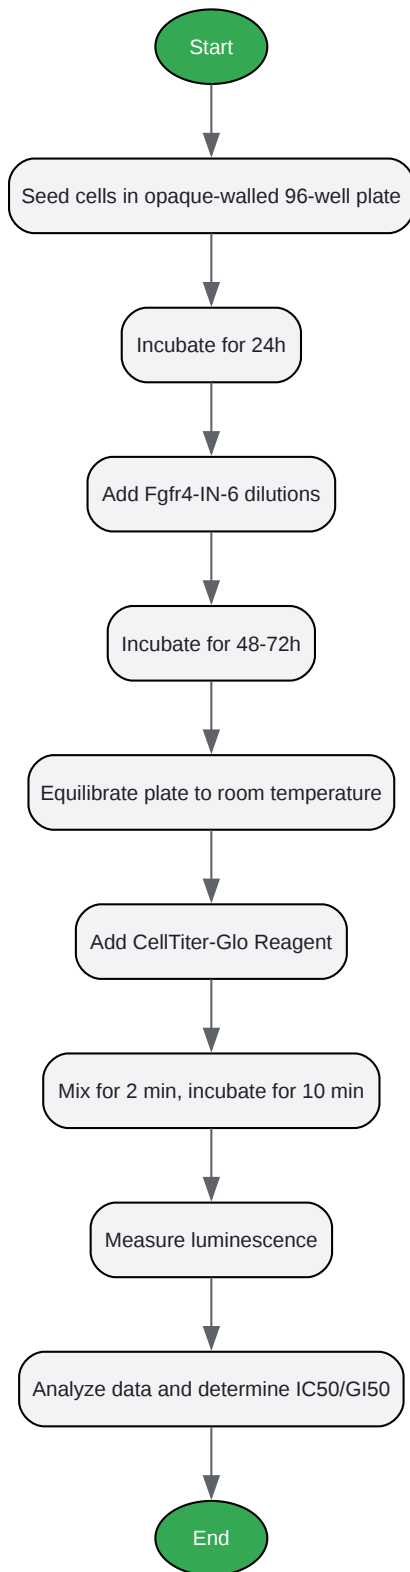 Start
Seed cells in opaque-walled 96-well plate
Incubate for 24h
Add Fgfr4-IN-6 dilutions
Incubate for 48-72h
Equilibrate plate to room temperature
Add CellTiter-Glo Reagent
Mix for 2 min, incubate for 10 min
Measure luminescence
Analyze data and determine IC50/GI50
End